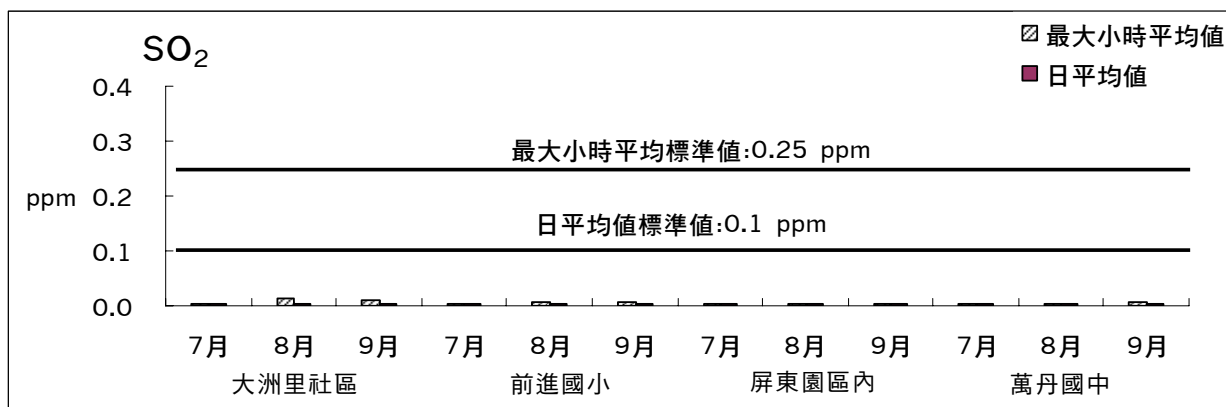 SO₂
最大小時平均值
日平均值
0.4
0.3
最大小時平均標準值:0.25 ppm
ppm 0.2
日平均值標準值:0.1 ppm
0.1
0.0
7月 8月 9月 7月 8月 9月 7月 8月 9月 7月 8月 9月
大洲里社區 前進國小 屏東園區內 萬丹國中